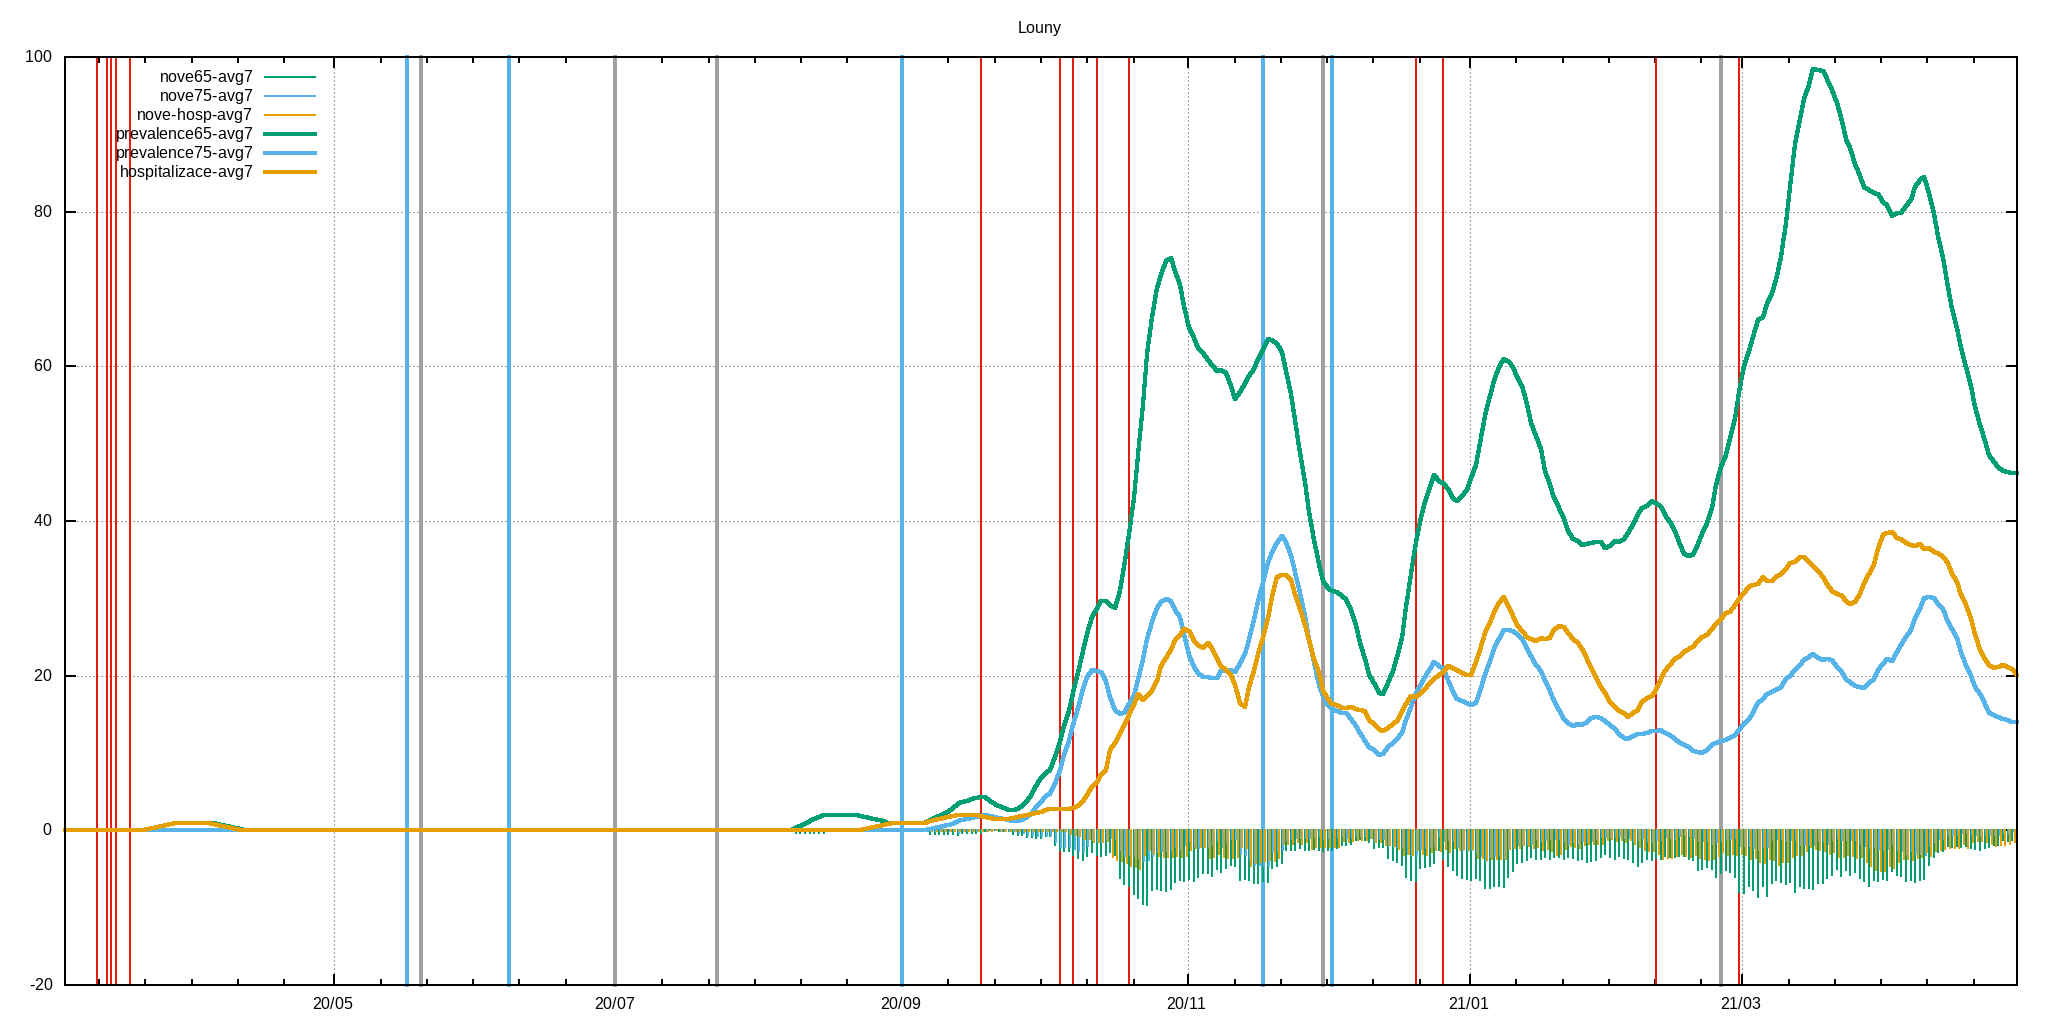 Louny
100
nove65-avg7
nove75-avg7
nove-hosp-avg7
prevalence65-avg7
prevalence75-avg7
hospitalizace-avg7
80
60
40
20
0
-20
20/05 20/07 20/09 20/11 21/01 21/03